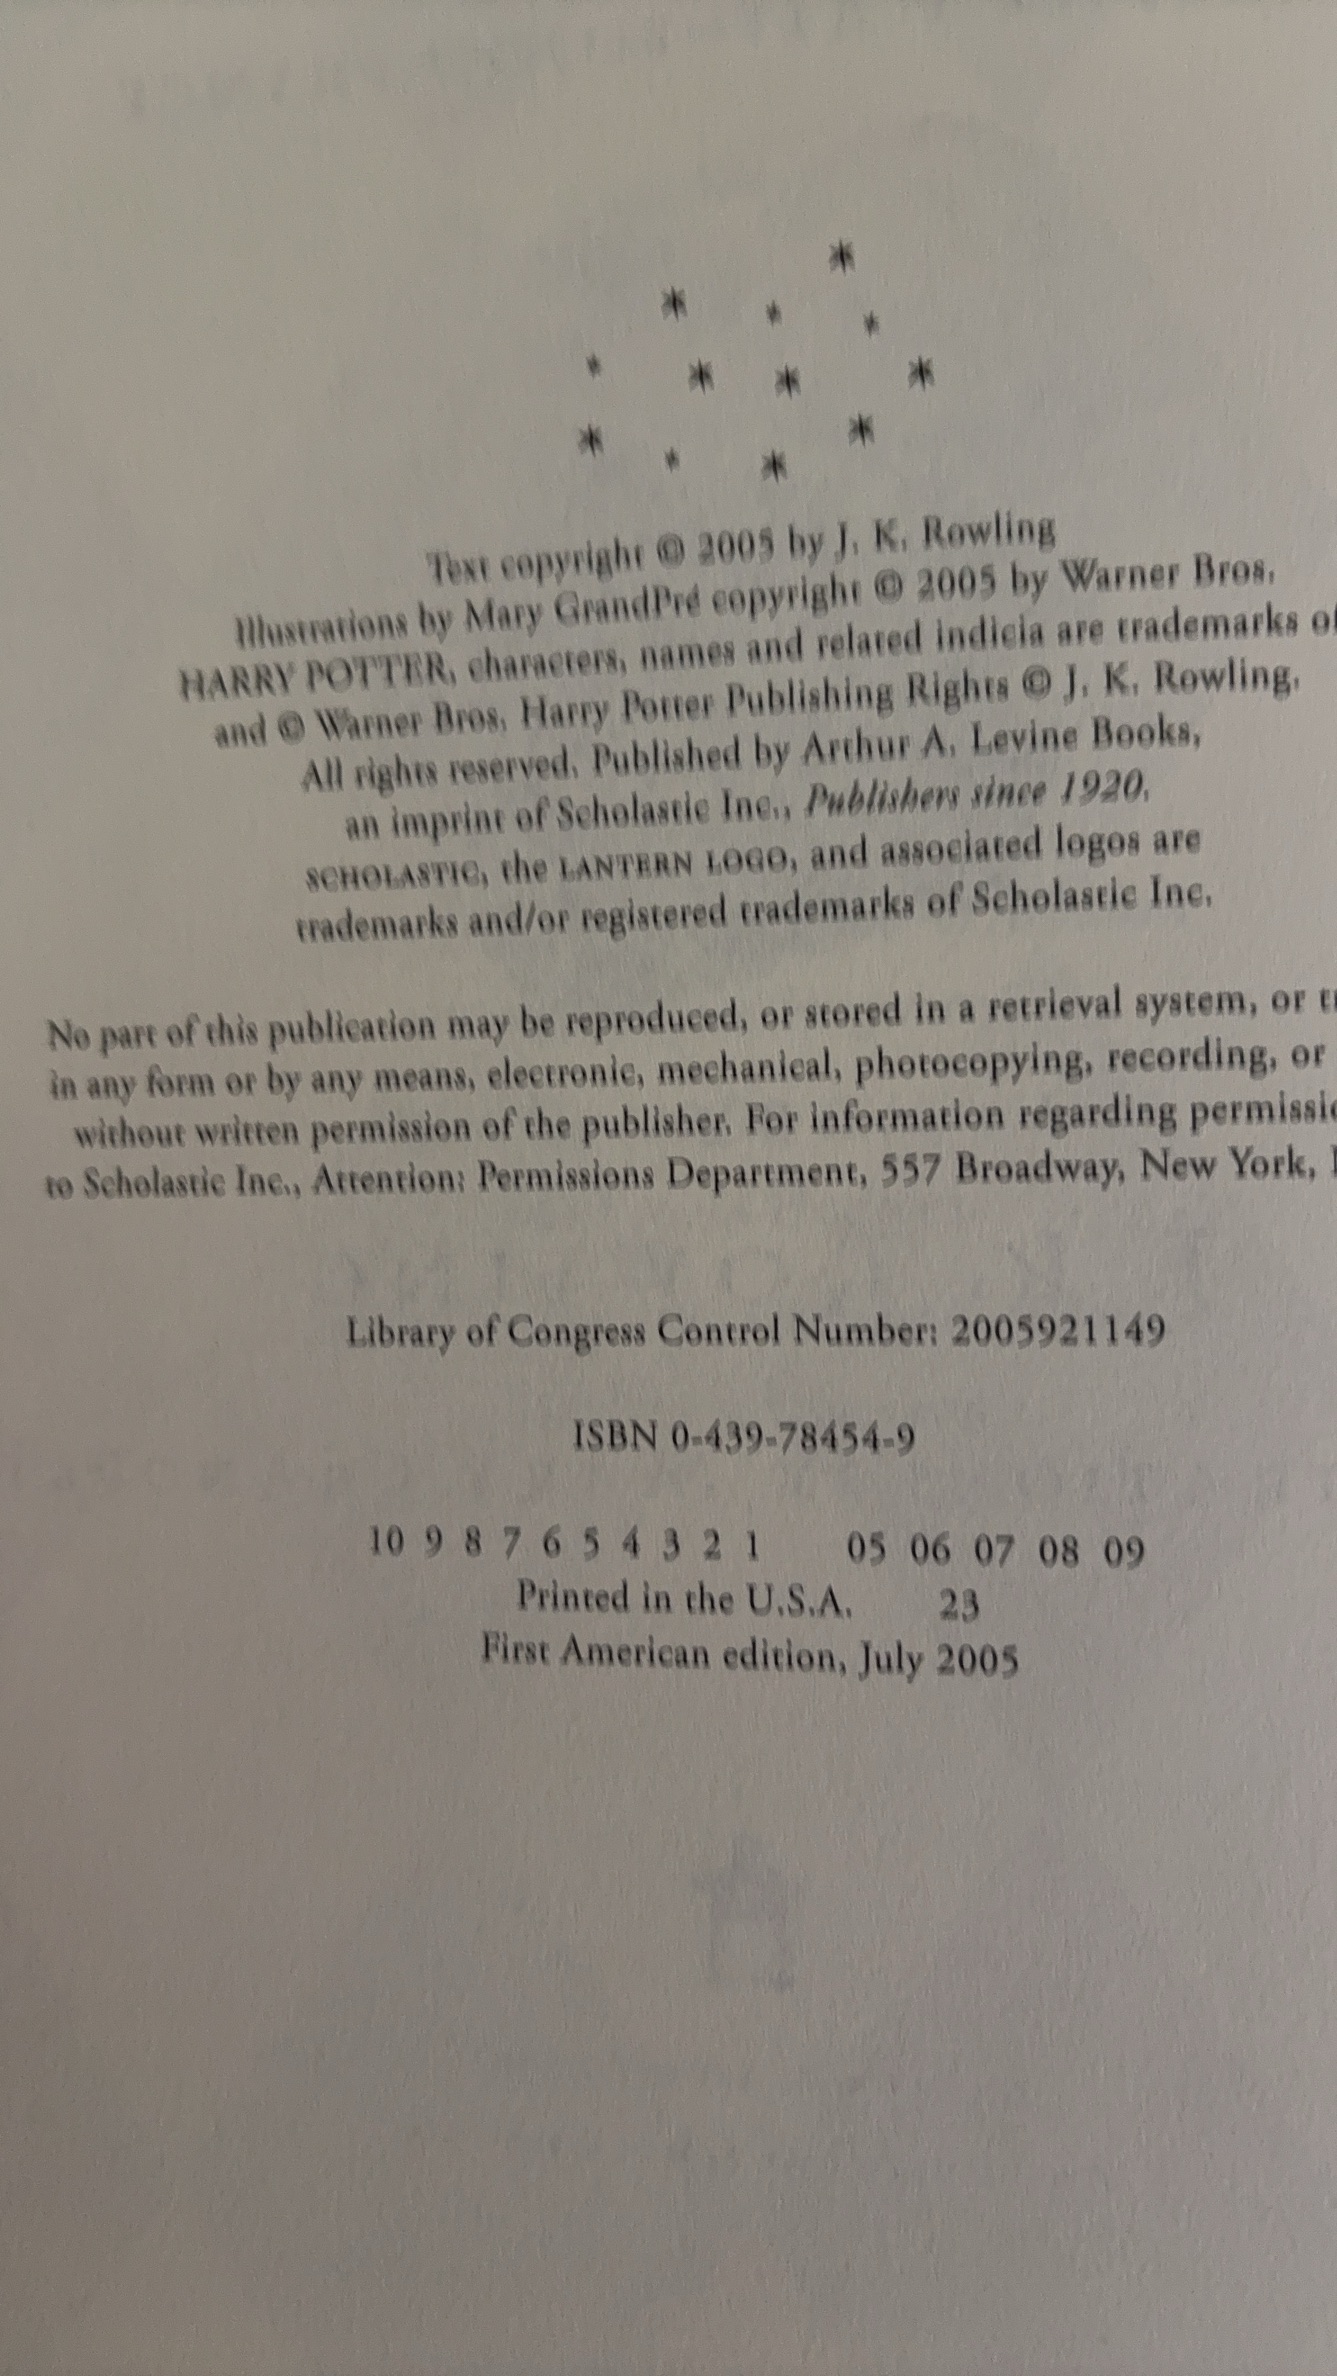 Text copyright © 2005 by J. K. Rowling
Illustrations by Mary GrandPré copyright © 2005 by Warner Bros.
HARRY POTTER, characters, names and related indicia are trademarks of
and © Warner Bros. Harry Potter Publishing Rights © J. K. Rowling.
All rights reserved. Published by Arthur A. Levine Books,
an imprint of Scholastic Inc., Publishers since 1920.
SCHOLASTIC, the LANTERN LOGO, and associated logos are
trademarks and/or registered trademarks of Scholastic Inc.
No part of this publication may be reproduced, or stored in a retrieval system, or
in any form or by any means, electronic, mechanical, photocopying, recording, or
without written permission of the publisher. For information regarding
to Scholastic Inc., Attention: Permissions Department, 557 Broadway, New York,
Library of Congress Control Number: 2005921149
ISBN 0-439-78454-9
10 9 8 7 6 5 4 3 2 1 05 06 07 08 09
Printed in the U.S.A. 23
First American edition, July 2005